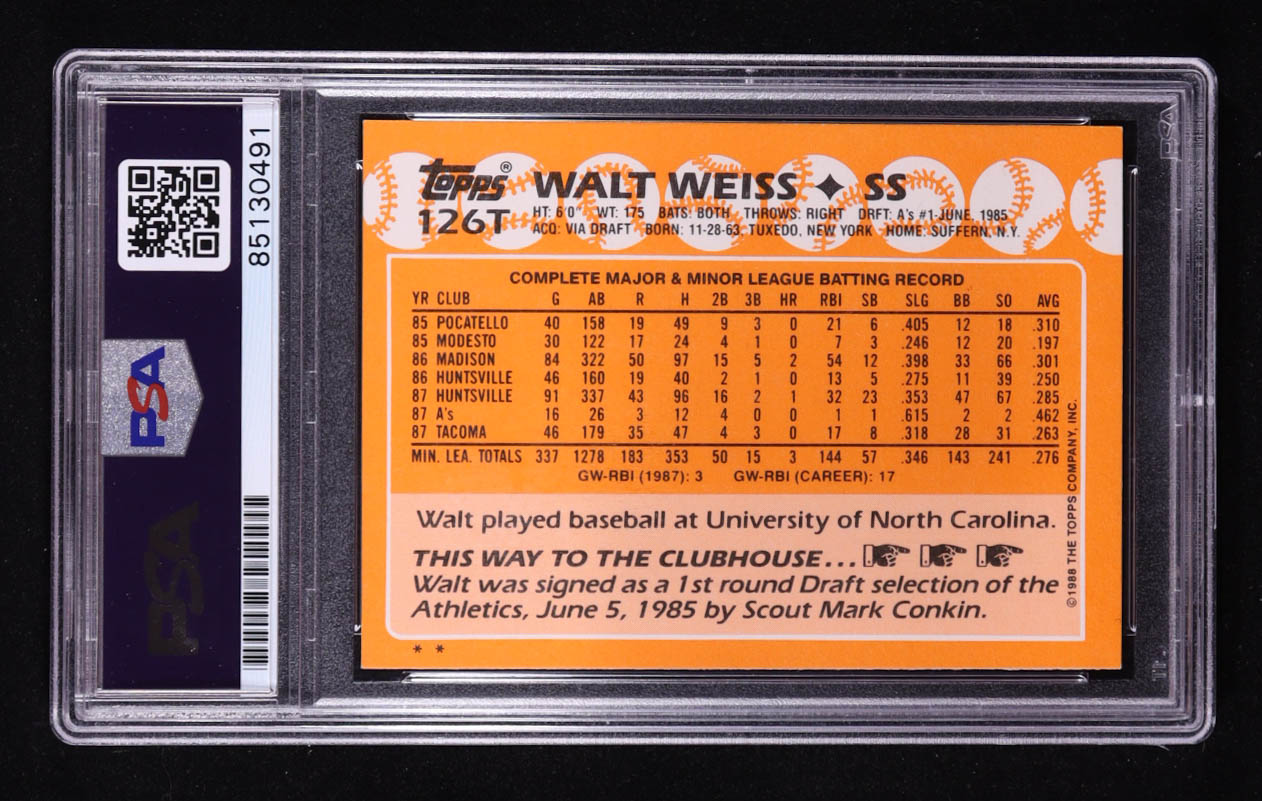 85130491
PSA
PSA
PSA
topps®
126T
WALT WEISS ✦ SS
HT: 6'0" WT: 175 BATS: BOTH THROWS: RIGHT DRFT: A's #1-JUNE, 1985
ACQ: VIA DRAFT BORN: 11-28-63, TUXEDO, NEW YORK HOME: SUFFERN, N.Y.
COMPLETE MAJOR & MINOR LEAGUE BATTING RECORD
YR CLUB G AB R H 2B 3B HR RBI SB SLG BB SO AVG
85 POCATELLO 40 158 19 49 9 3 0 21 6 .405 12 18 .310
85 MODESTO 30 122 17 24 4 1 0 7 3 .246 12 20 .197
86 MADISON 84 322 50 97 15 5 2 54 12 .398 33 66 .301
86 HUNTSVILLE 46 160 19 40 2 1 0 13 5 .275 11 39 .250
87 HUNTSVILLE 91 337 43 96 16 2 1 32 23 .353 47 67 .285
87 A's 16 26 3 12 4 0 0 1 1 .615 2 2 .462
87 TACOMA 46 179 35 47 4 3 0 17 8 .318 28 31 .263
MIN. LEA. TOTALS 337 1278 183 353 50 15 3 144 57 .346 143 241 .276
GW-RBI (1987): 3 GW-RBI (CAREER): 17
Walt played baseball at University of North Carolina.
THIS WAY TO THE CLUBHOUSE...
Walt was signed as a 1st round Draft selection of the
Athletics, June 5, 1985 by Scout Mark Conkin.
©1988 THE TOPPS COMPANY, INC.
* *